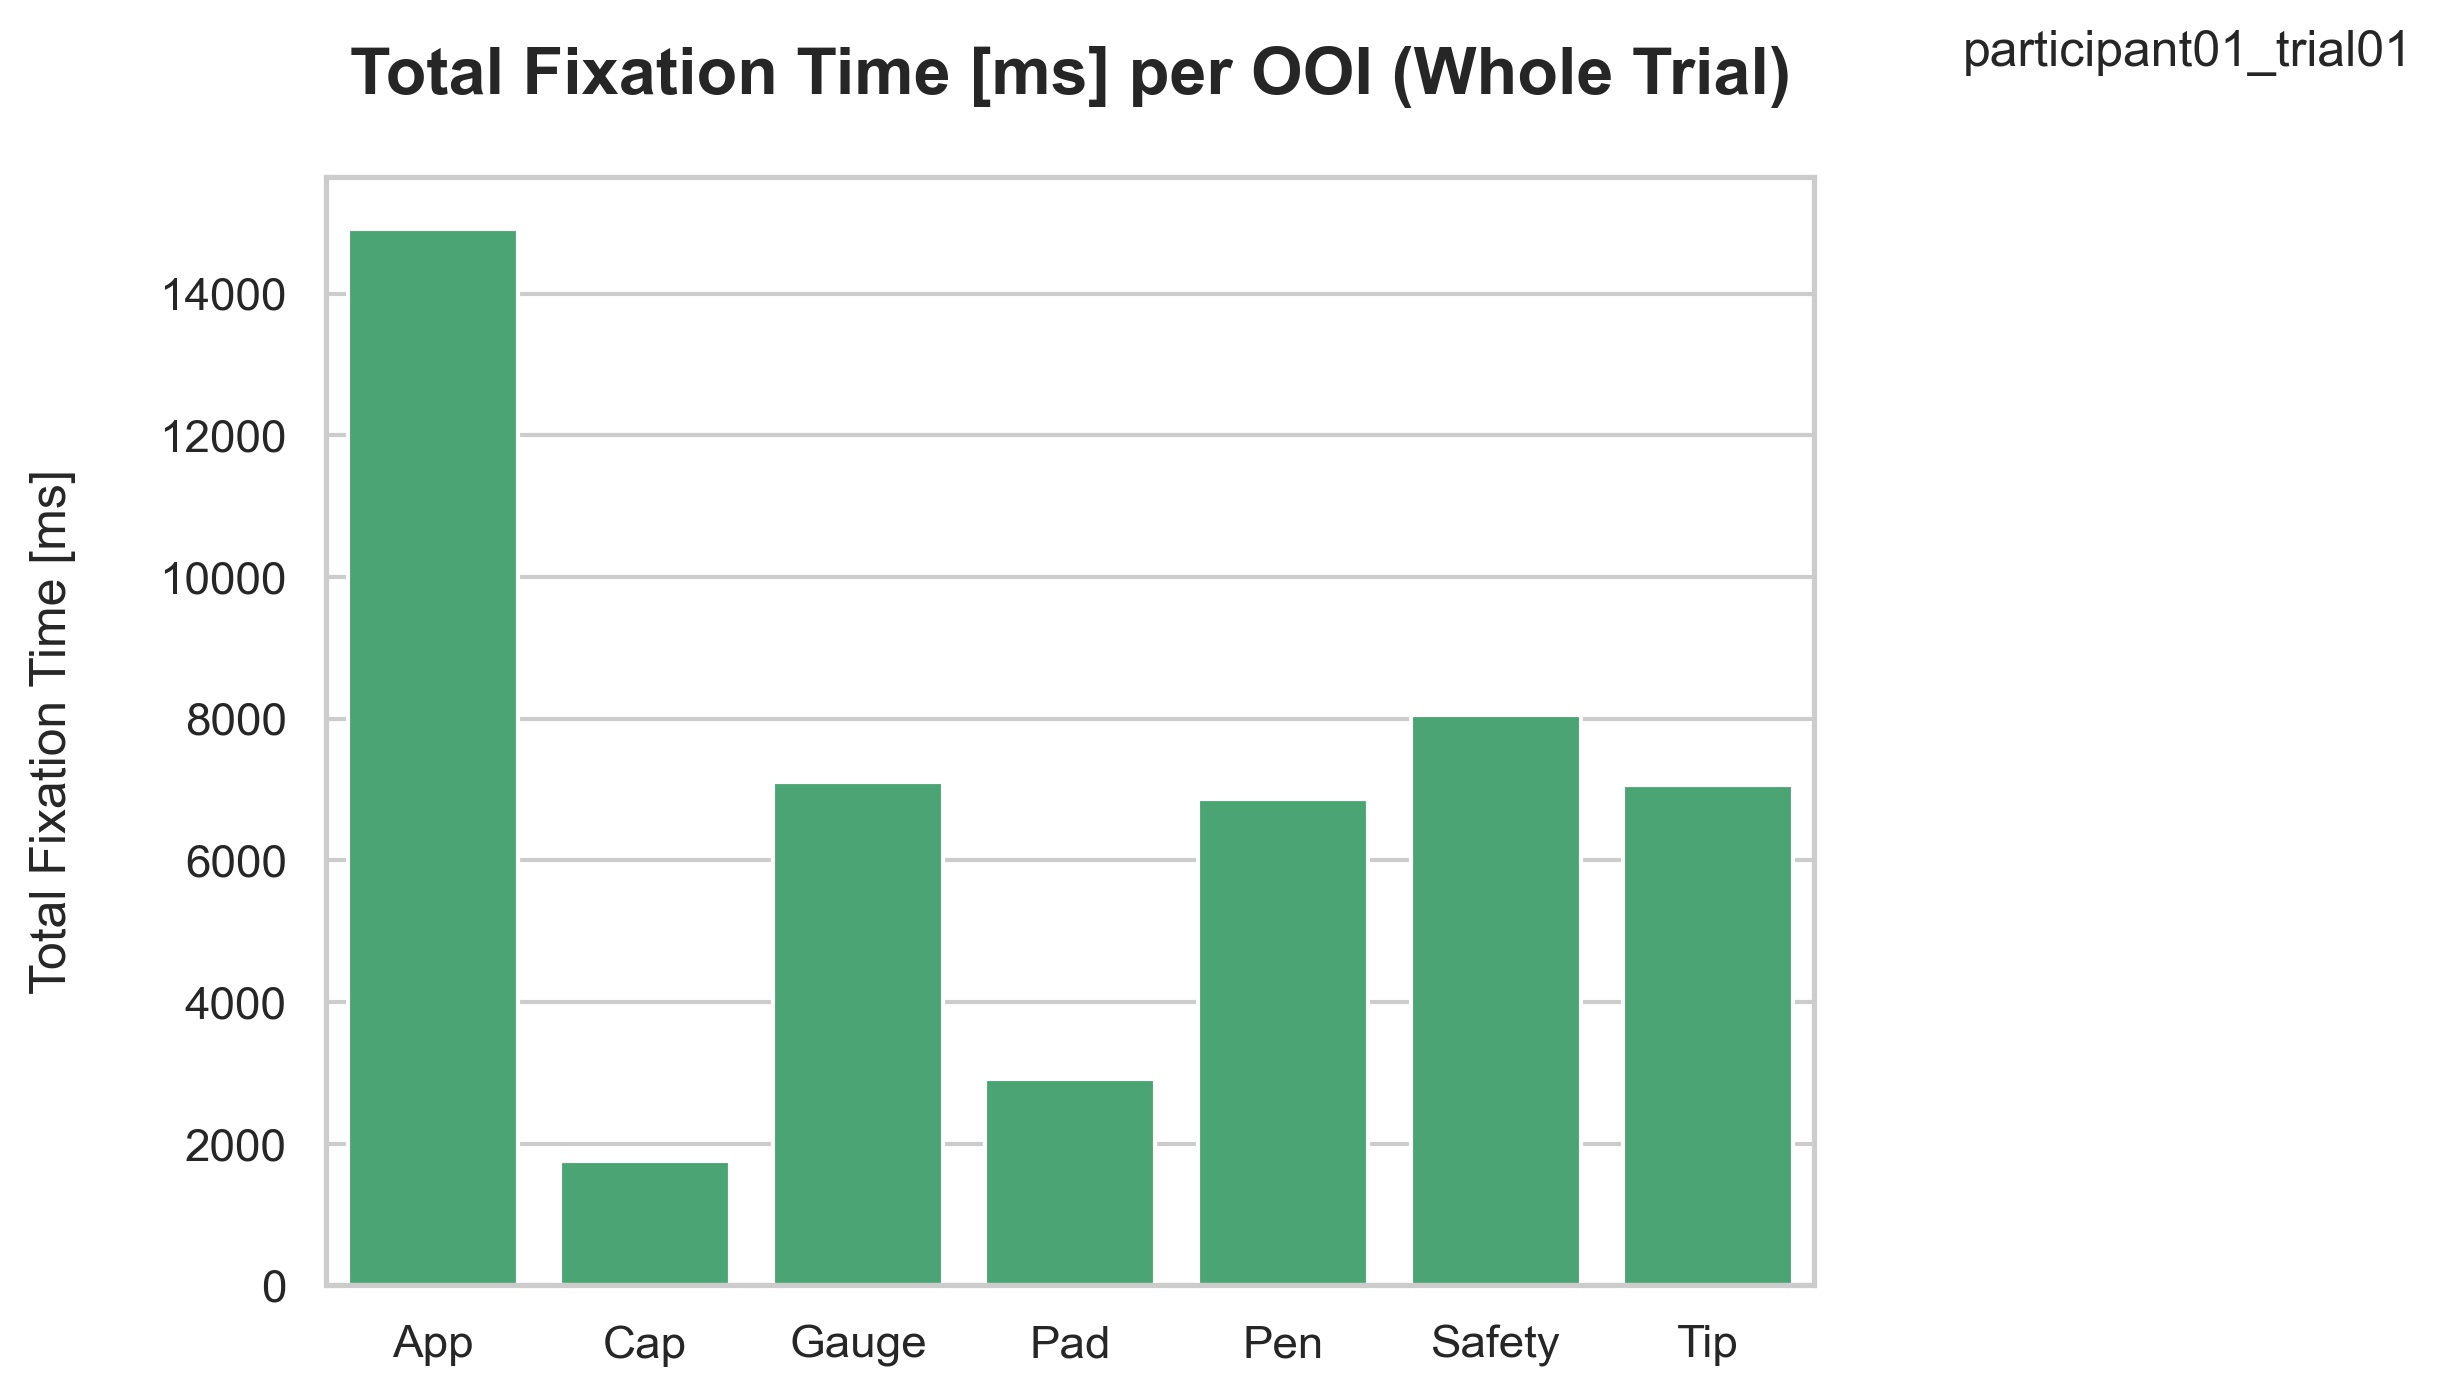 Total Fixation Time [ms] per OOI (Whole Trial)
participant01_trial01
Total Fixation Time [ms]
14000
12000
10000
8000
6000
4000
2000
0
App Cap Gauge Pad Pen Safety Tip